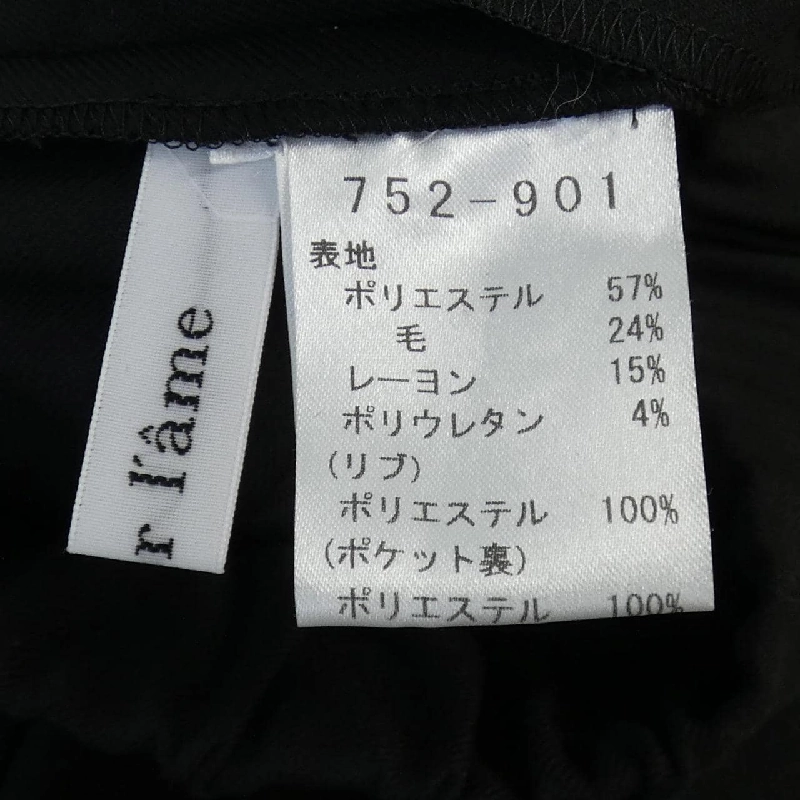 r l'âme
752-901
表地
ポリエステル 57%
毛 24%
レーヨン 15%
ポリウレタン 4%
(リブ)
ポリエステル 100%
(ポケット裏)
ポリエステル 100%